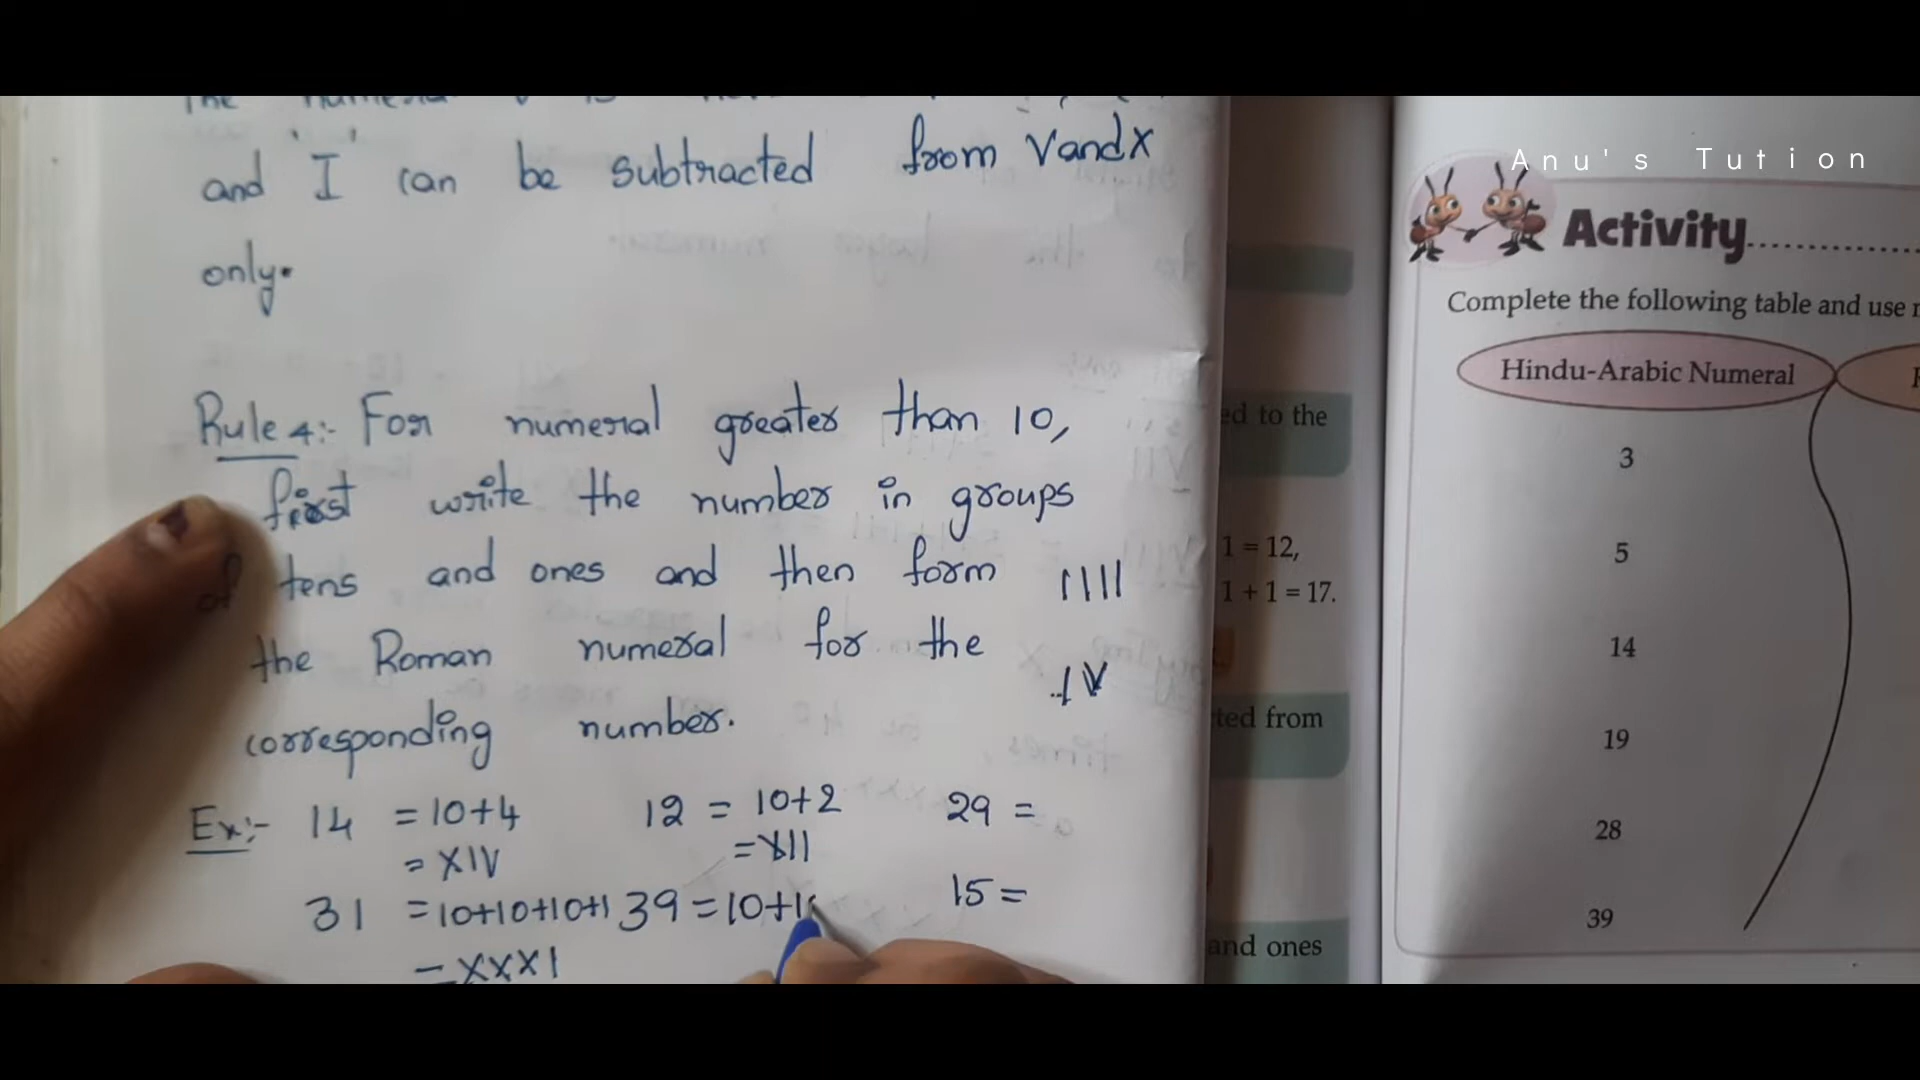 and 'I' can be subtracted from V and X
only.
Rule 4:- For numeral greater than 10,
first write the number in groups
of tens and ones and then form IIII
the Roman numeral for the
IV
corresponding number.
Ex:- 14 = 10+4 12 = 10+2 29 =
= XIV = XII
31 = 10+10+10+1 39 = 10+1 15 =
= XXXI
ed to the
1 = 12,
1 + 1 = 17.
ted from
and ones
Anu's Tution
Activity
Complete the following table and use
Hindu-Arabic Numeral
3
5
14
19
28
39